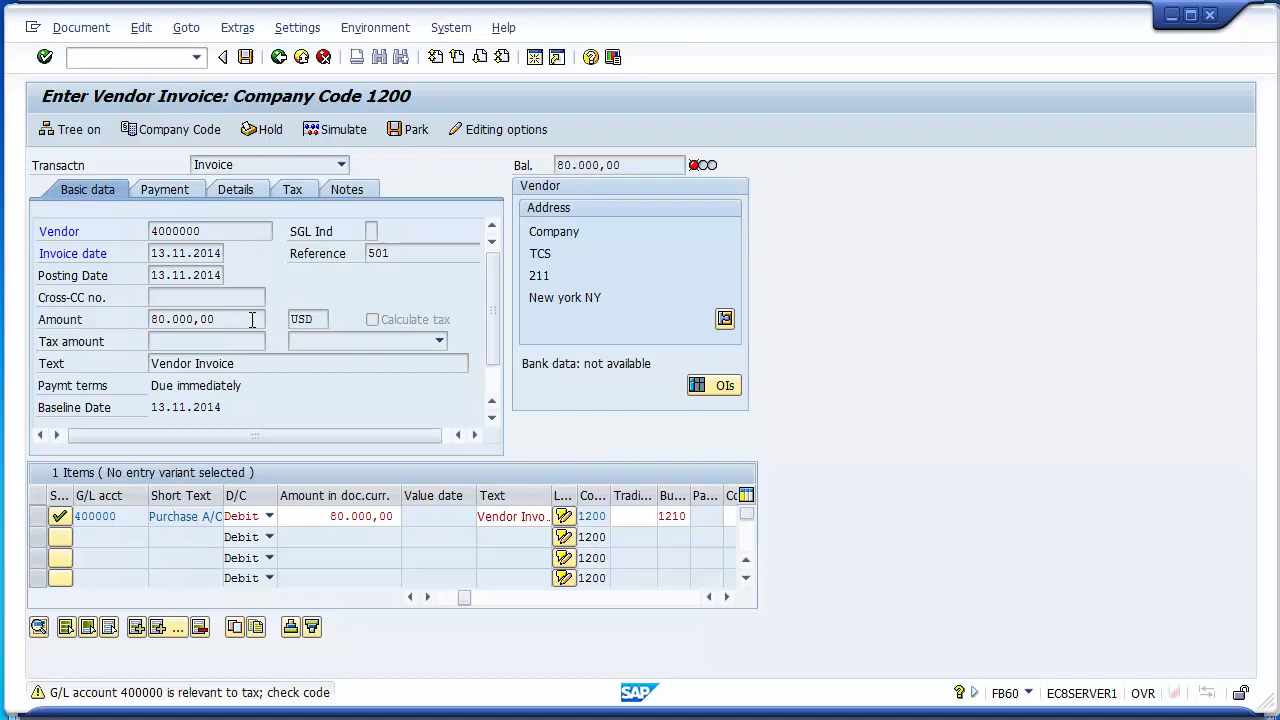 Document Edit Goto Extras Settings Environment System Help
Enter Vendor Invoice: Company Code 1200
Tree on Company Code Hold Simulate Park Editing options
Transactn Invoice Bal. 80.000,00
Basic data Payment Details Tax Notes
Vendor 4000000 SGL Ind
Invoice date 13.11.2014 Reference 501
Posting Date 13.11.2014
Cross-CC no.
Amount 80.000,00 USD Calculate tax
Tax amount
Text Vendor Invoice
Paymt terms Due immediately
Baseline Date 13.11.2014
Vendor
Address
Company
TCS
211
New york NY
Bank data: not available
OIs
1 Items ( No entry variant selected )
S... G/L acct Short Text D/C Amount in doc.curr. Value date Text L... Co... Tradi... Bu... Pa... Co
400000 Purchase A/C Debit 80.000,00 Vendor Invo.. 1200 1210
Debit 1200
Debit 1200
Debit 1200
...
G/L account 400000 is relevant to tax; check code
SAP
FB60 EC8SERVER1 OVR